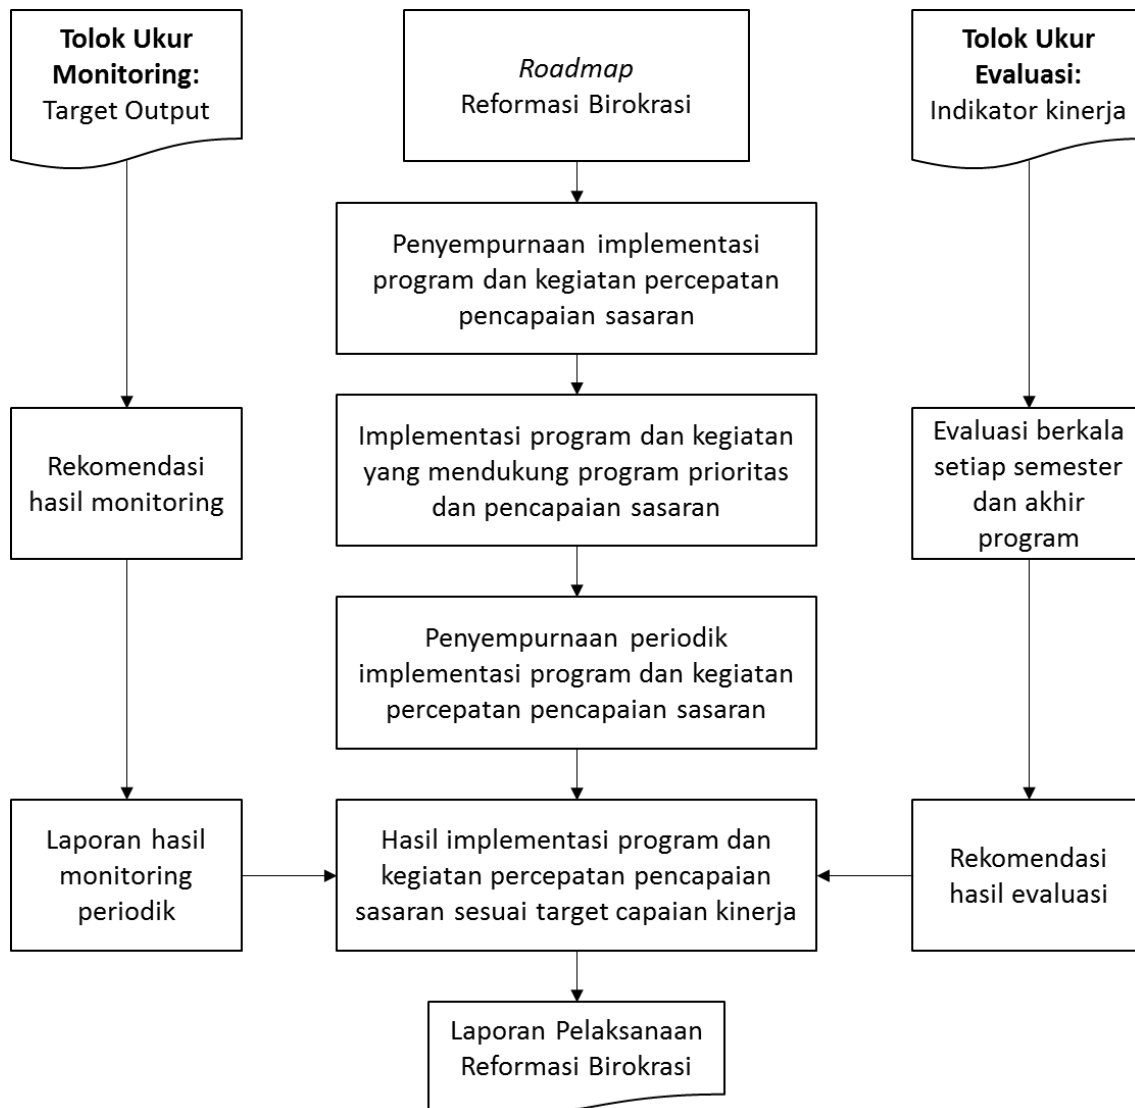 Tolok Ukur
Monitoring:
Target Output
Roadmap
Reformasi Birokrasi
Tolok Ukur
Evaluasi:
Indikator kinerja
Penyempurnaan implementasi
program dan kegiatan percepatan
pencapaian sasaran
Rekomendasi
hasil monitoring
Implementasi program dan kegiatan
yang mendukung program prioritas
dan pencapaian sasaran
Evaluasi berkala
setiap semester
dan akhir
program
Penyempurnaan periodik
implementasi program dan kegiatan
percepatan pencapaian sasaran
Laporan hasil
monitoring
periodik
Hasil implementasi program dan
kegiatan percepatan pencapaian
sasaran sesuai target capaian kinerja
Rekomendasi
hasil evaluasi
Laporan Pelaksanaan
Reformasi Birokrasi